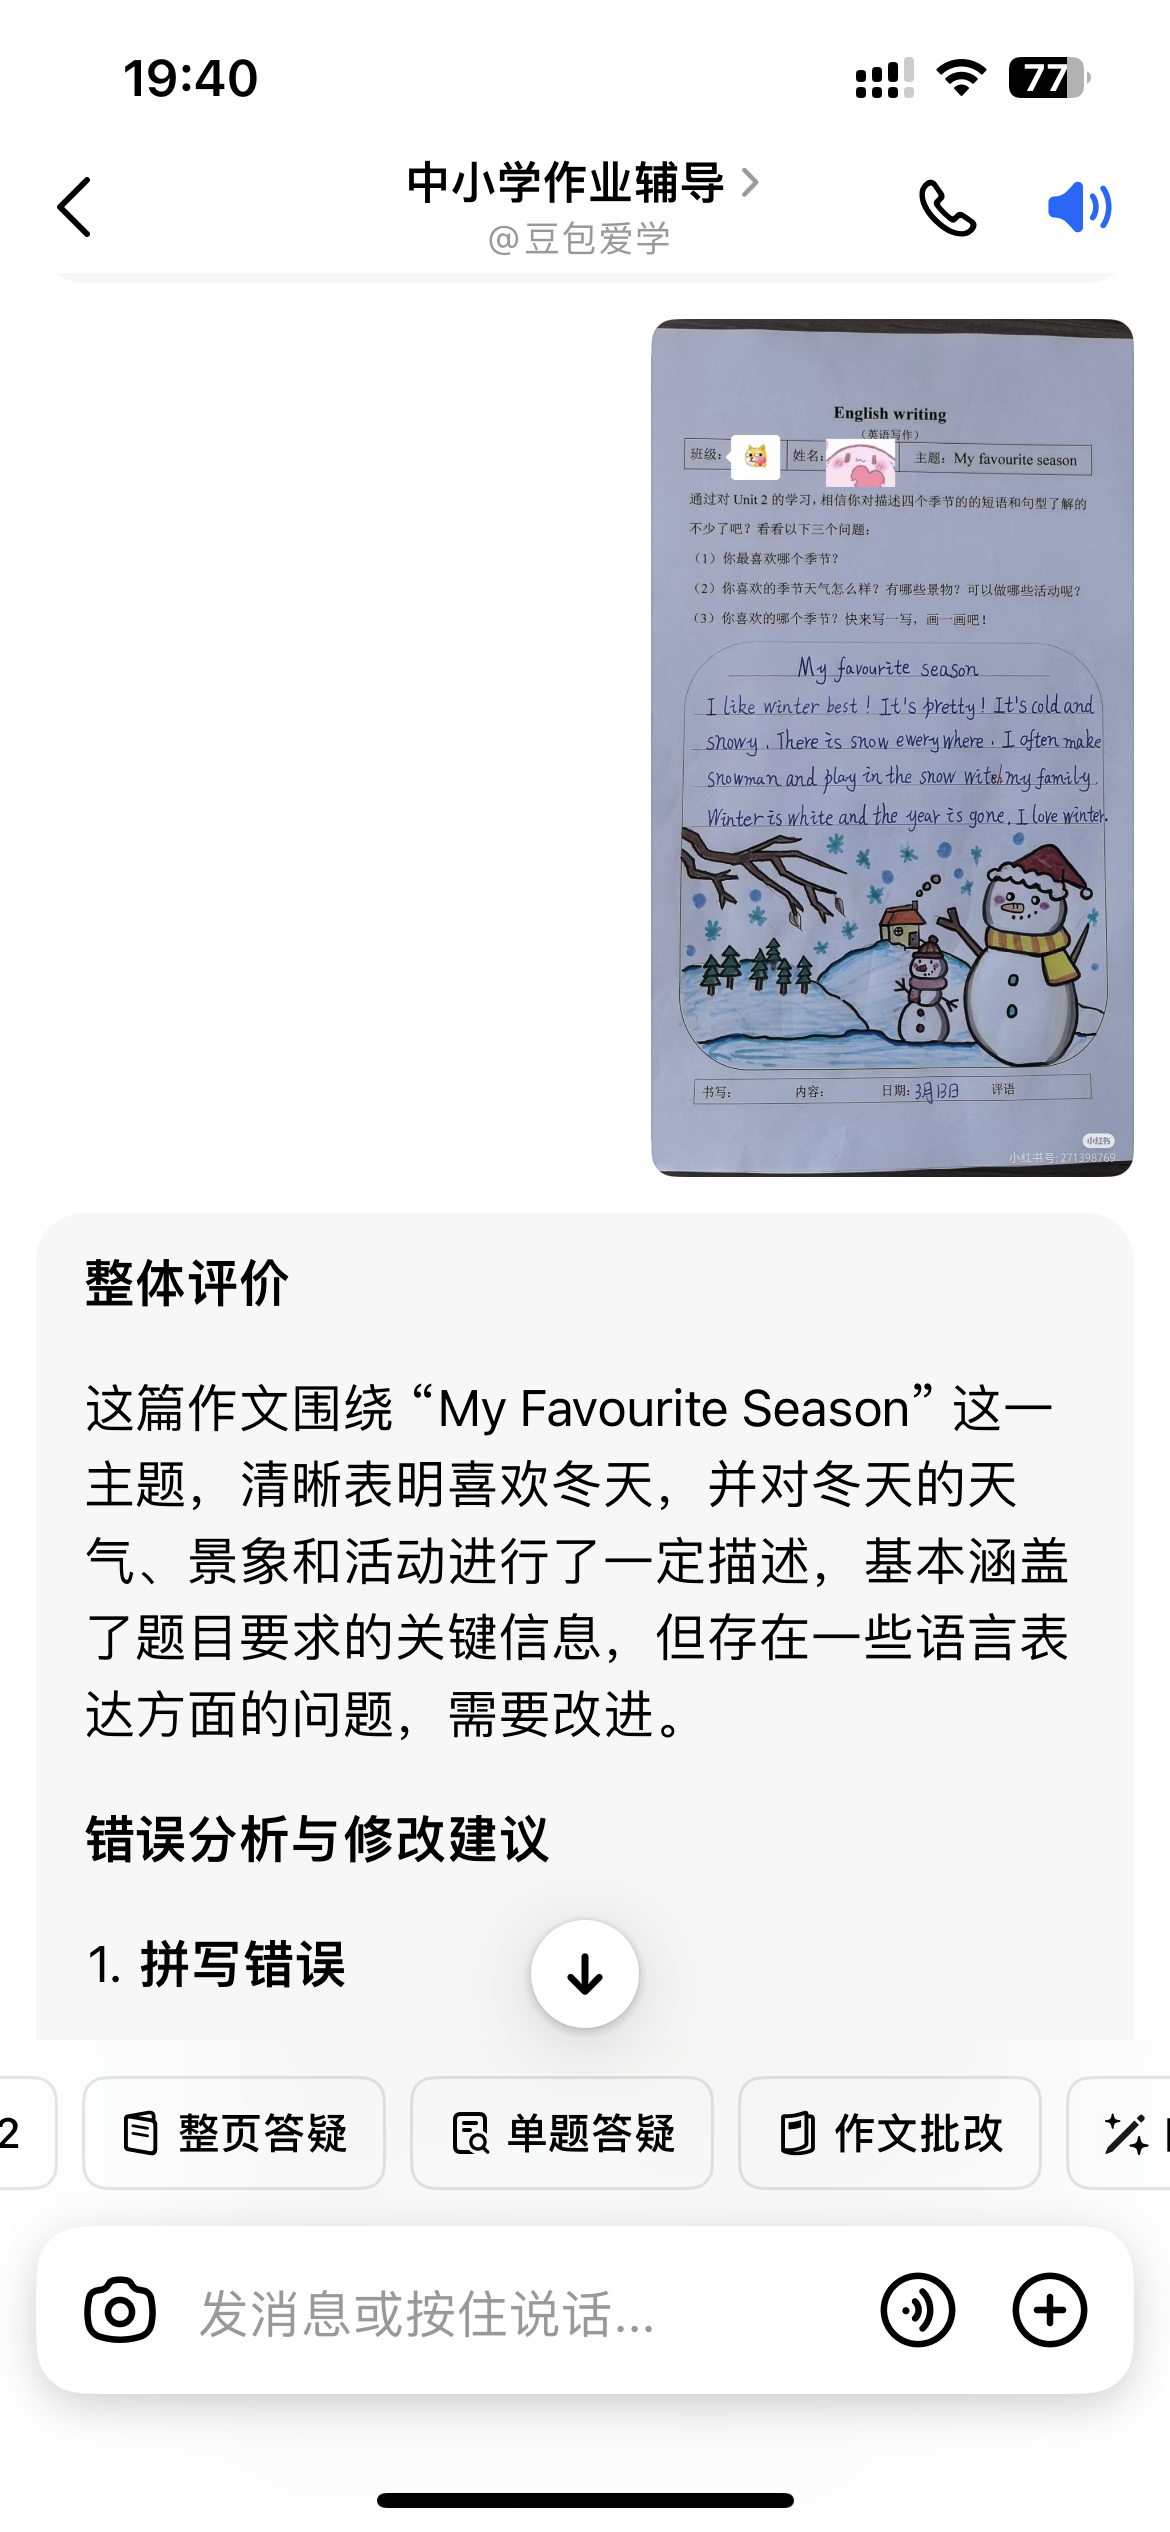 19:40
77
中小学作业辅导
@豆包爱学
English writing
(英语写作)
班级:
姓名:
主题: My favourite season
通过对 Unit 2 的学习, 相信你对描述四个季节的的短语和句型了解的
不少了吧? 看看以下三个问题:
(1) 你最喜欢哪个季节?
(2) 你喜欢的季节天气怎么样? 有哪些景物? 可以做哪些活动呢?
(3) 你喜欢的哪个季节? 快来写一写, 画一画吧!
My favourite season
I like winter best! It's pretty! It's cold and
snowy. There is snow ewerywhere. I often make
snowman and play in the snow with my family.
Winter is white and the year is gone. I love winter.
书写:
内容:
日期: 3月13日
评语
小红书
小红书号: 271398769
整体评价
这篇作文围绕 “My Favourite Season” 这一
主题，清晰表明喜欢冬天，并对冬天的天
气、景象和活动进行了一定描述，基本涵盖
了题目要求的关键信息，但存在一些语言表
达方面的问题，需要改进。
错误分析与修改建议
1. 拼写错误
2
整页答疑
单题答疑
作文批改
发消息或按住说话...